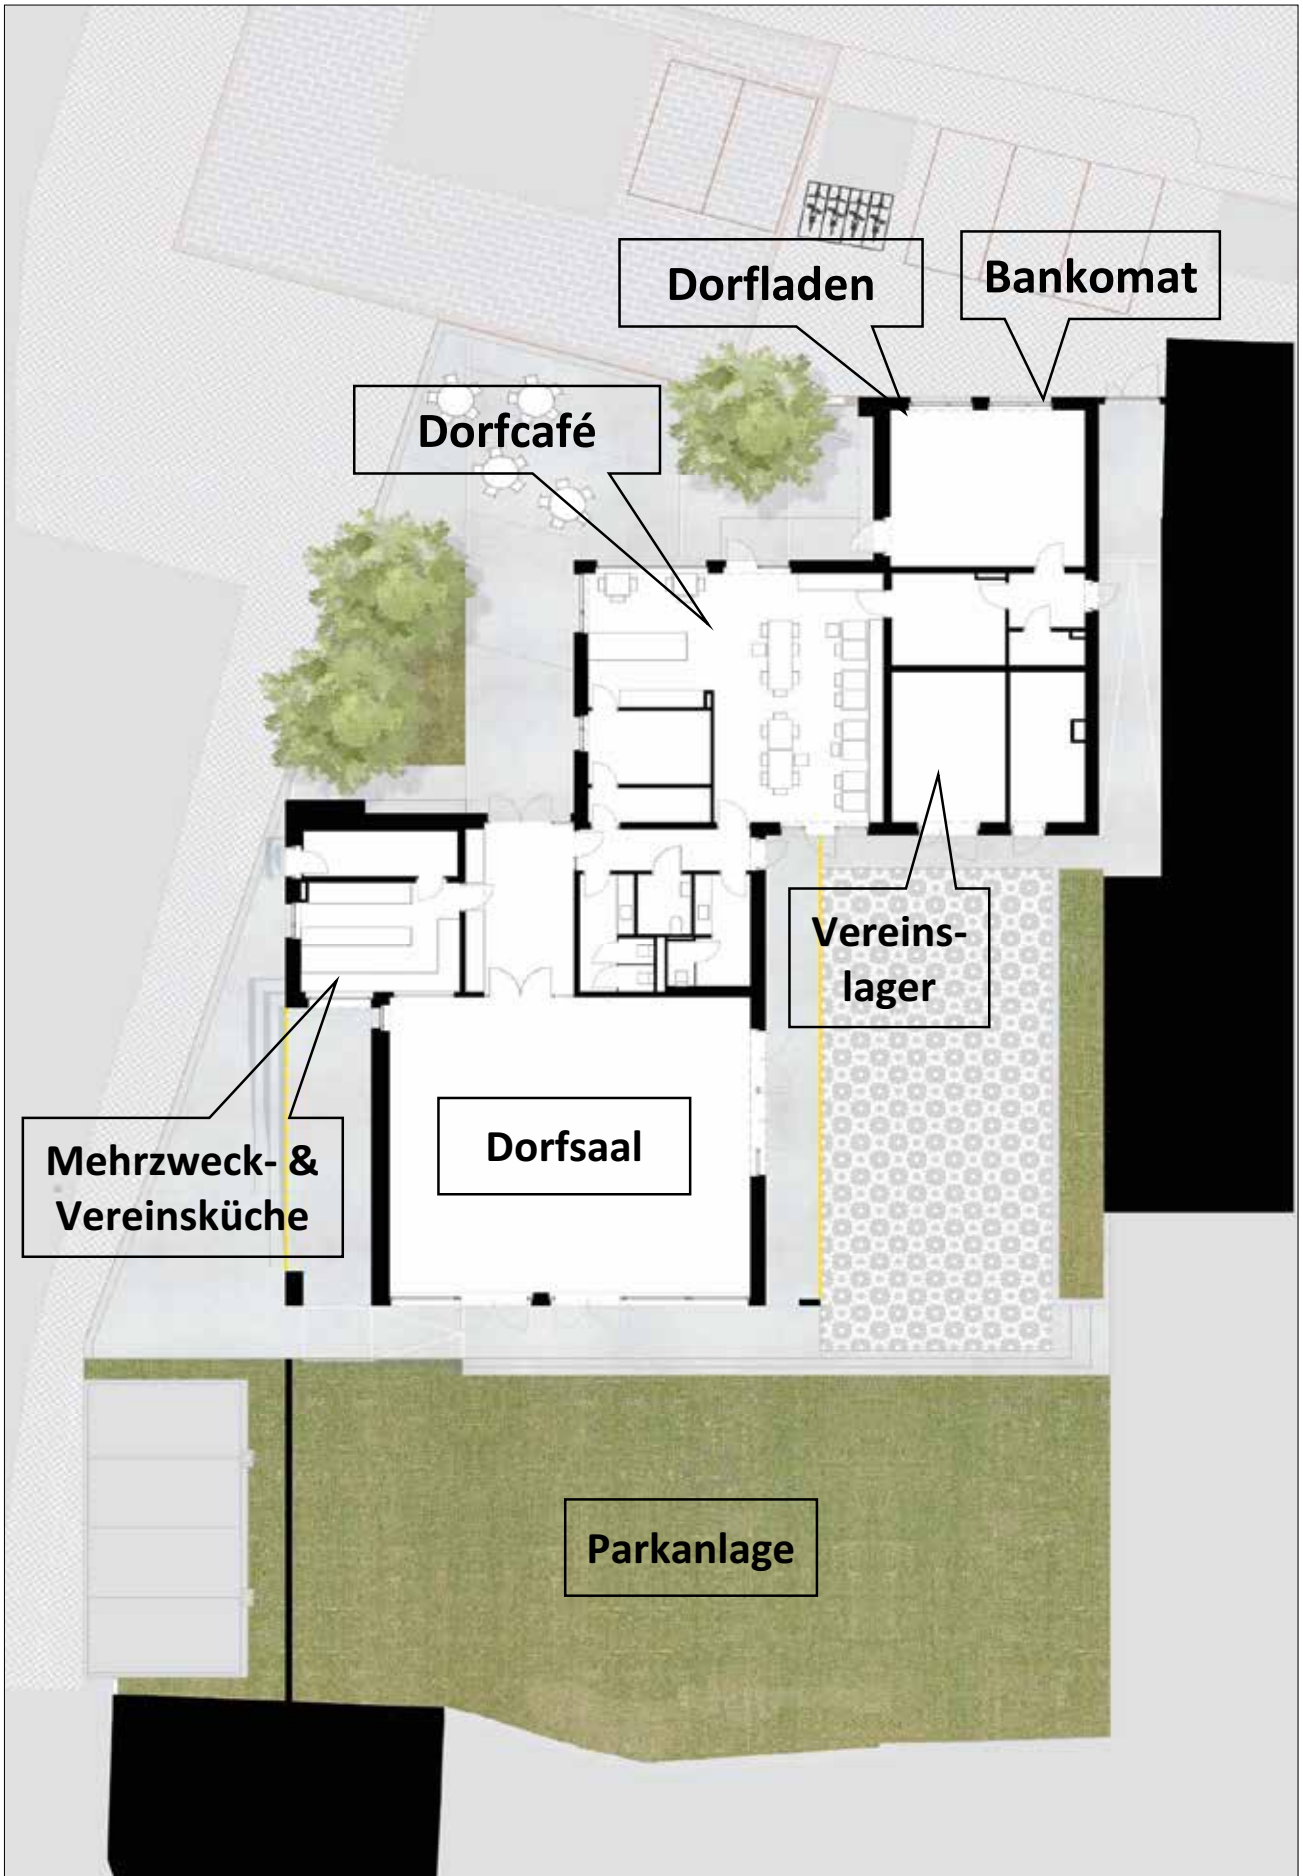 Dorfladen
Bankomat
Dorfcafé
Vereins-
lager
Mehrzweck- &
Vereinsküche
Dorfsaal
Parkanlage